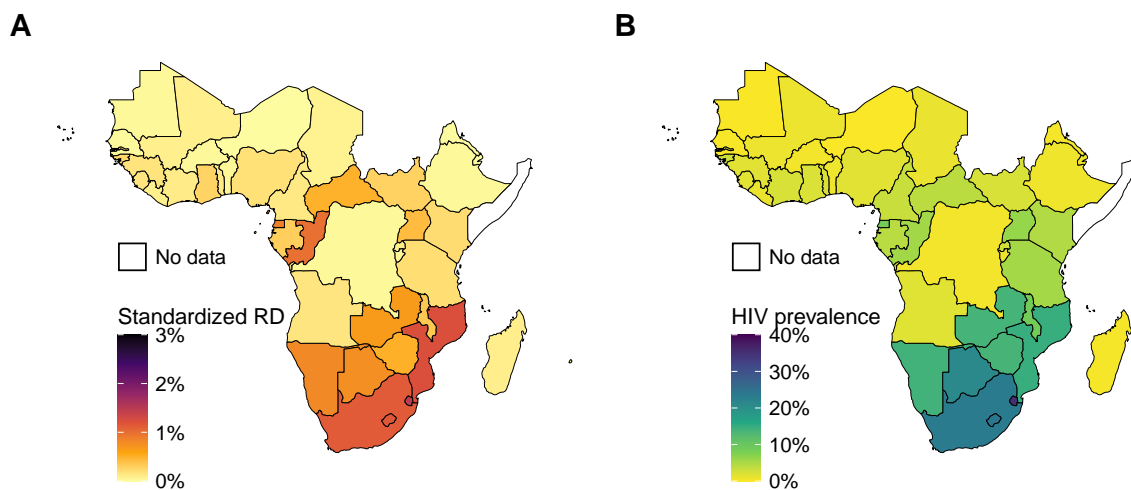 A
No data
Standardized RD
3%
2%
1%
0%
B
No data
HIV prevalence
40%
30%
20%
10%
0%